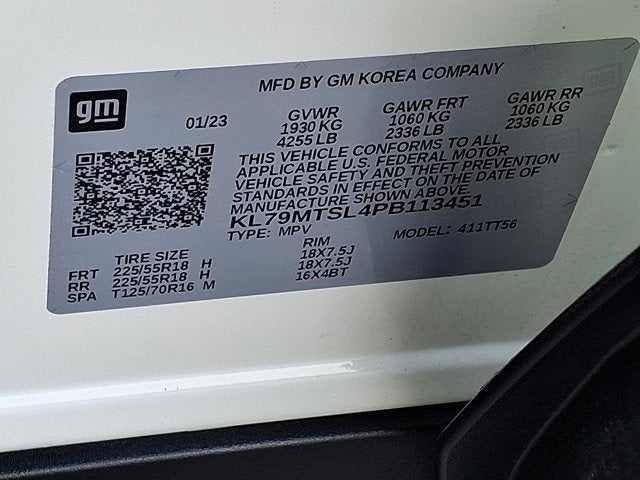 MFD BY GM KOREA COMPANY
gm
01/23
GVWR GAWR FRT GAWR RR
1930 KG 1060 KG 1060 KG
4255 LB 2336 LB 2336 LB
THIS VEHICLE CONFORMS TO ALL
APPLICABLE U.S. FEDERAL MOTOR
VEHICLE SAFETY AND THEFT PREVENTION
STANDARDS IN EFFECT ON THE DATE OF
MANUFACTURE SHOWN ABOVE.
KL79MTSL4PB113451
TYPE: MPV MODEL: 411TT56
TIRE SIZE RIM
FRT 225/55R18 H 18X7.5J
RR 225/55R18 H 18X7.5J
SPA T125/70R16 M 16X4BT